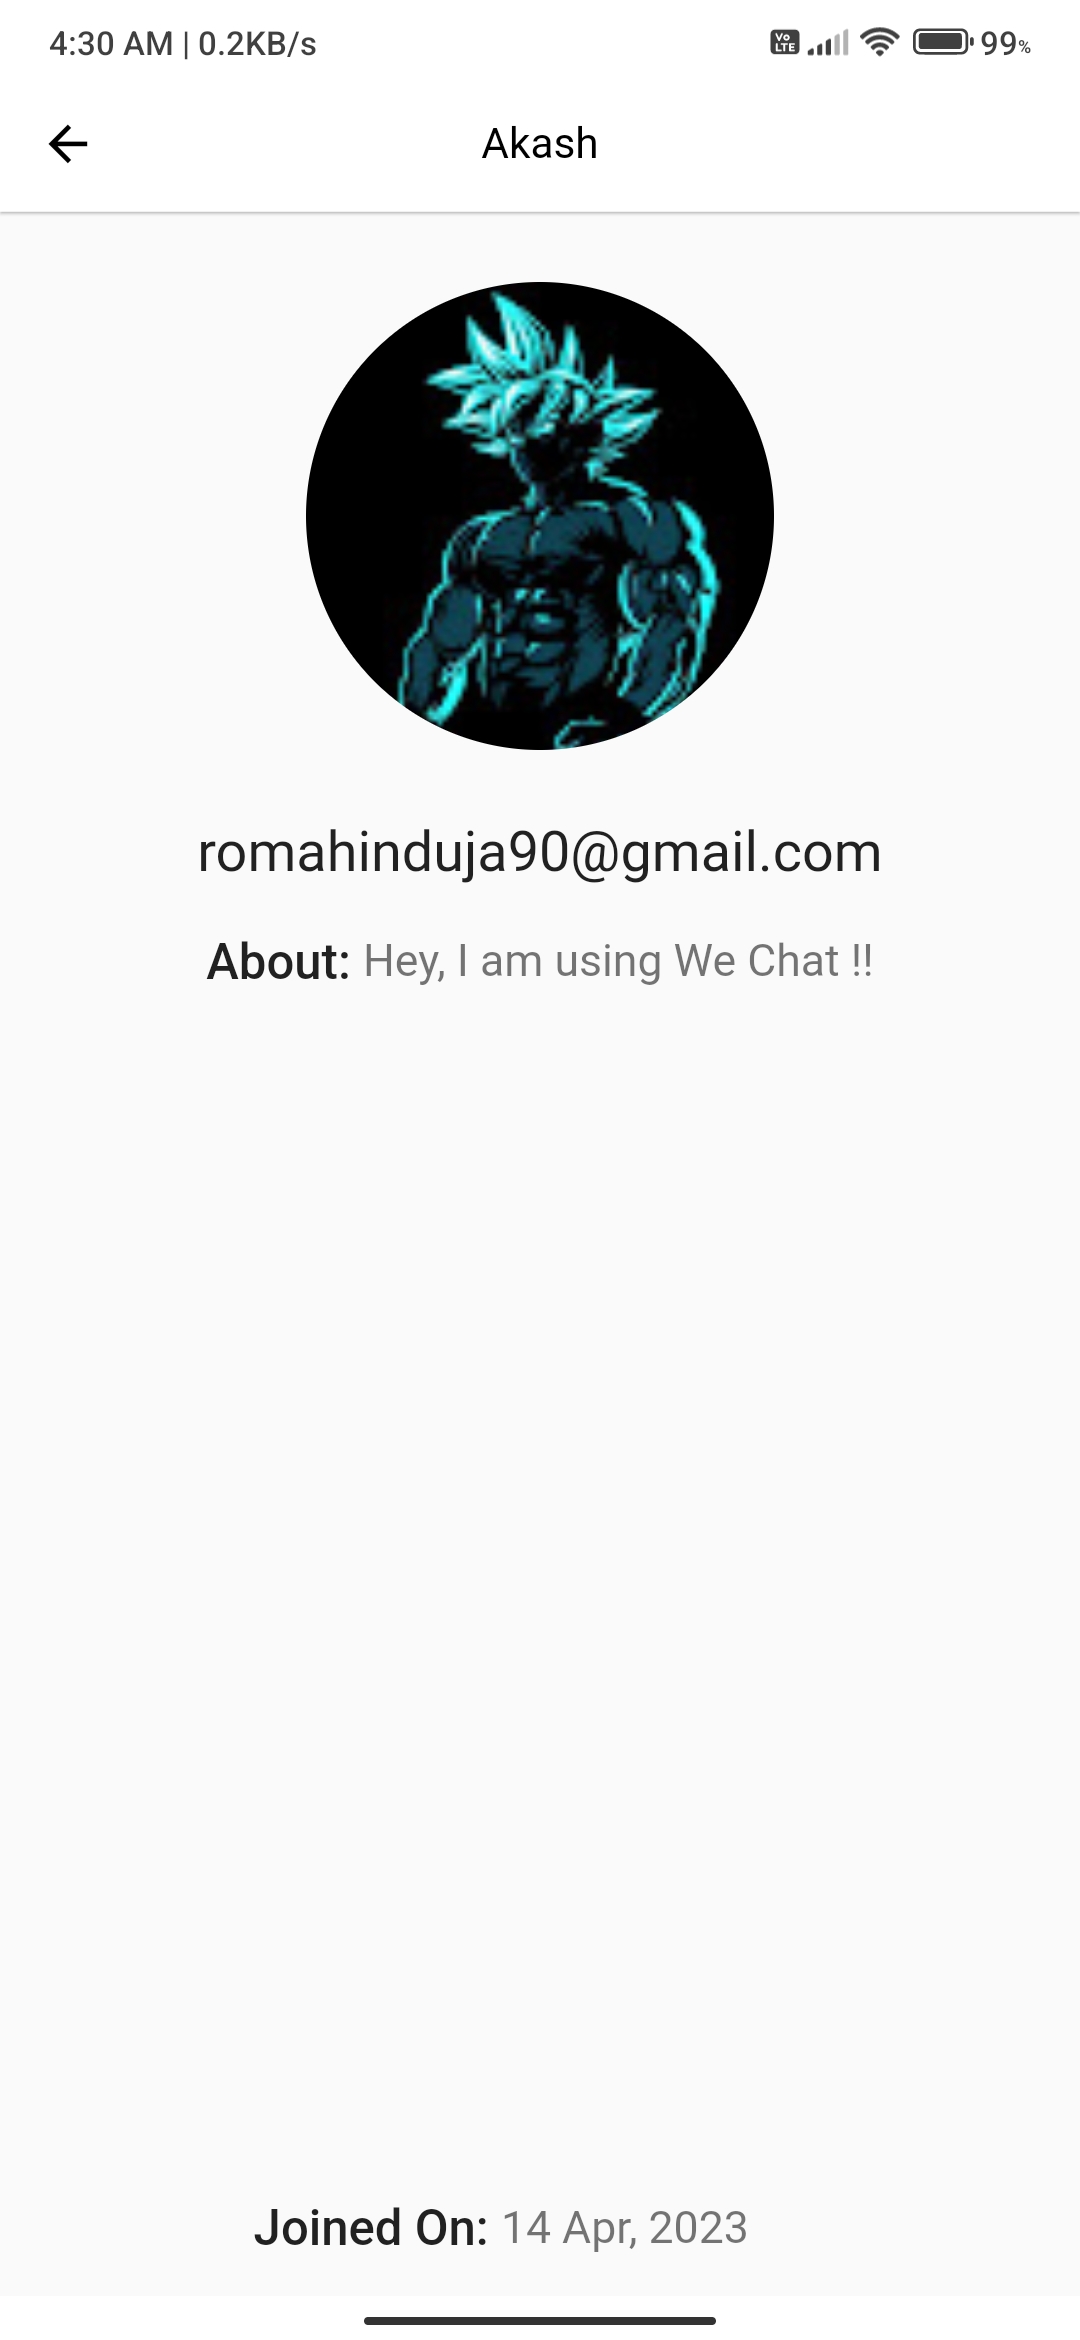 4:30 AM | 0.2KB/s Vo LTE 99%
Akash
romahinduja90@gmail.com
About: Hey, I am using We Chat !!
Joined On: 14 Apr, 2023